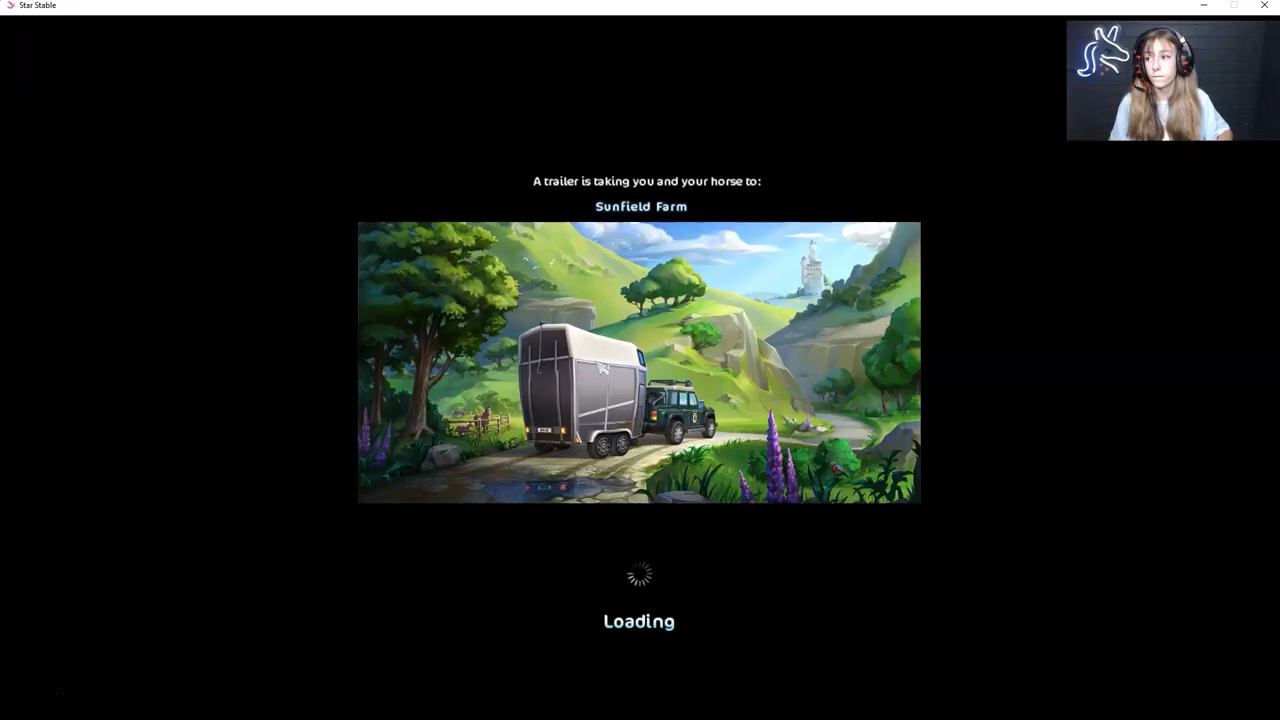 Star Stable
A trailer is taking you and your horse to:
Sunfield Farm
Loading